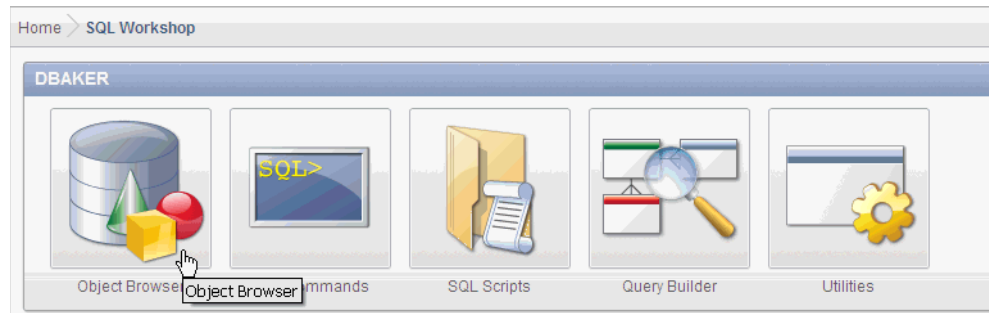 Home SQL Workshop
DBAKER
SQL>
Object Browser
Object Browser
mmands
SQL Scripts
Query Builder
Utilities